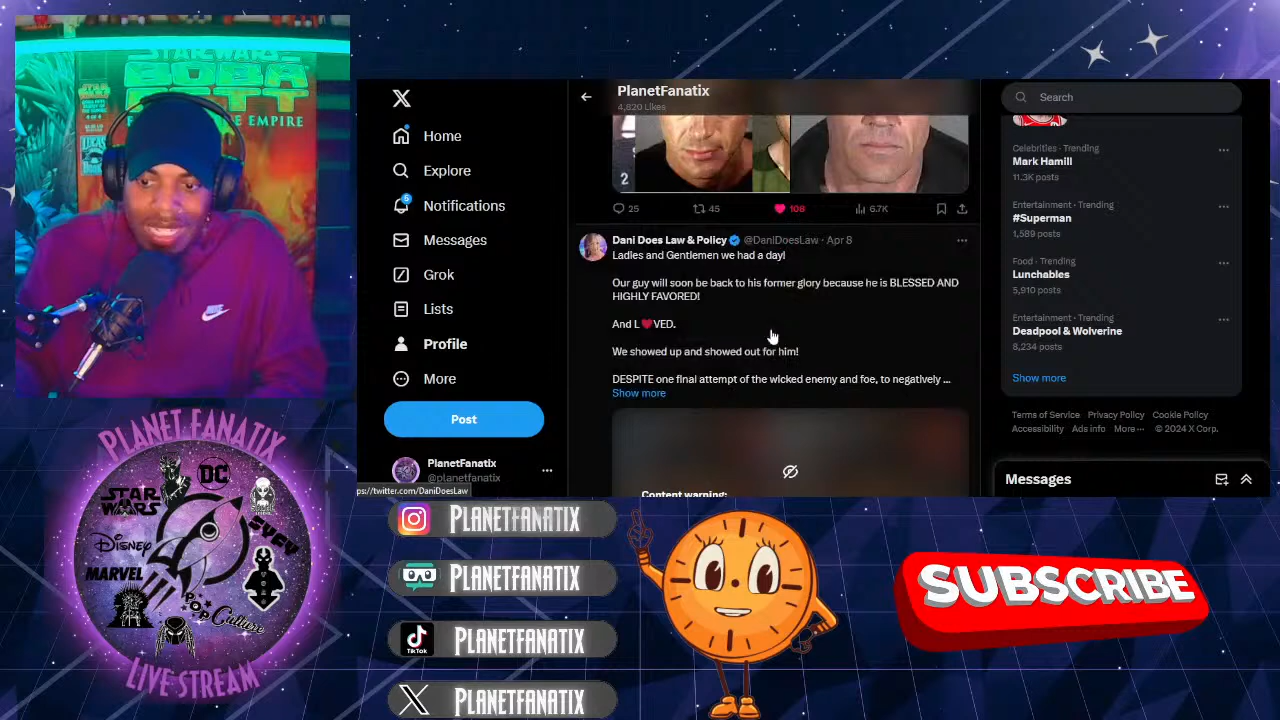 STAR WARS
BOBA
FETT
EMPIRE
PlanetFanatix
4,820 Likes
Home
Explore
5
Notifications
Messages
Grok
Lists
Profile
More
Post
PlanetFanatix
@planetfanatix
ps://twitter.com/DaniDoesLaw
2
25
45
108
6.7K
Dani Does Law & Policy @DaniDoesLaw · Apr 8
Ladies and Gentlemen we had a day!
Our guy will soon be back to his former glory because he is BLESSED AND
HIGHLY FAVORED!
And L❤VED.
We showed up and showed out for him!
DESPITE one final attempt of the wicked enemy and foe, to negatively ...
Show more
Content warning:
Search
Celebrities · Trending
Mark Hamill
11.3K posts
Entertainment · Trending
#Superman
1,589 posts
Food · Trending
Lunchables
5,910 posts
Entertainment · Trending
Deadpool & Wolverine
8,234 posts
Show more
Terms of Service Privacy Policy Cookie Policy
Accessibility Ads info More ··· © 2024 X Corp.
Messages
PLANET FANATIX
DC
STAR WARS
SYFY
DISNEY
MARVEL
POP Culture
LIVE STREAM
PLANETFANATIX
PLANETFANATIX
TikTok
PLANETFANATIX
PLANETFANATIX
SUBSCRIBE